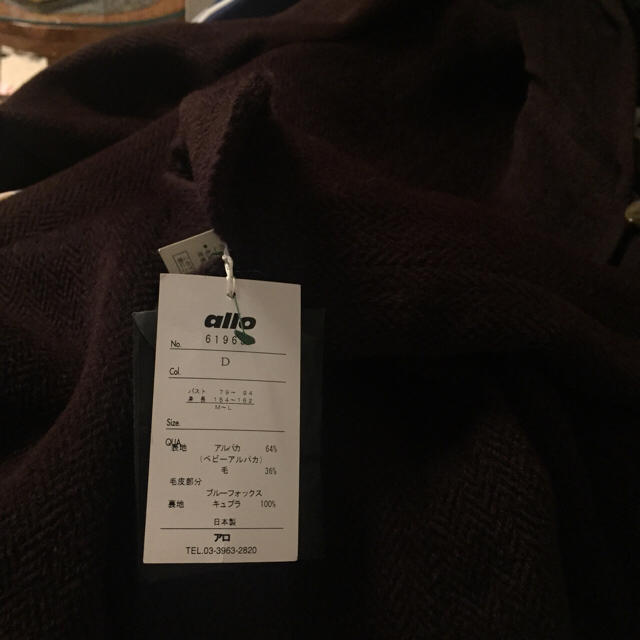 allo
No. 6196
Col. D
バスト 79~94
身長 154~162
M~L
Size.
QUA.
表地 アルパカ 64%
(ベビーアルパカ)
毛 36%
毛皮部分
ブルーフォックス
裏地 キュプラ 100%
日本製
アロ
TEL.03-3963-2820